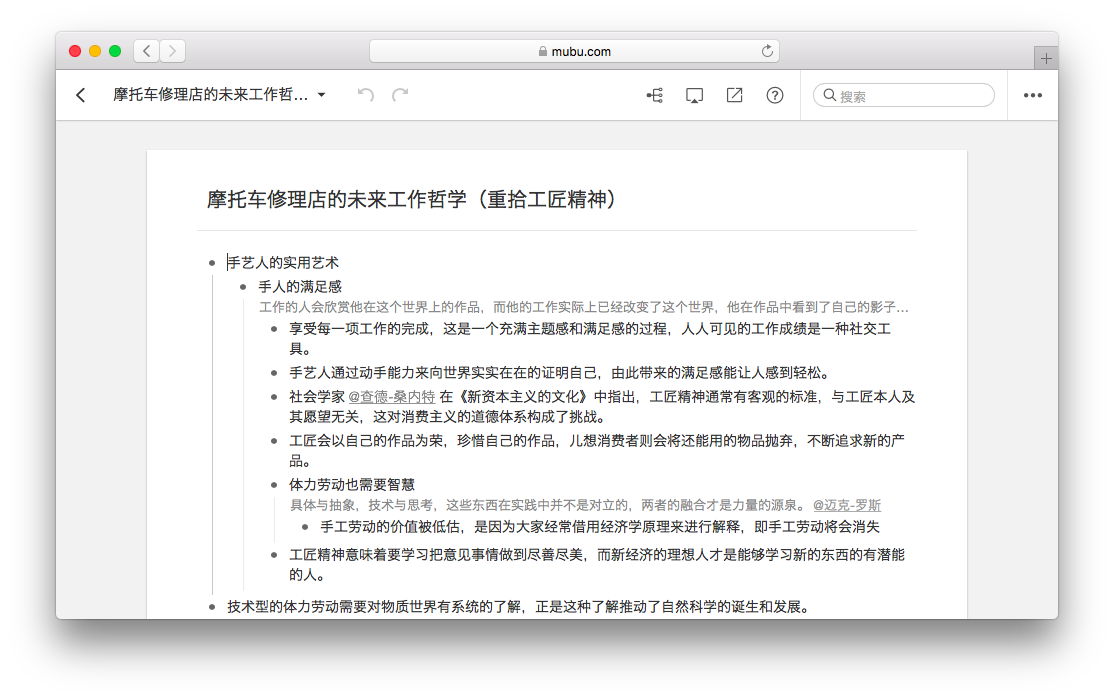 mubu.com
摩托车修理店的未来工作哲...
搜索
摩托车修理店的未来工作哲学（重拾工匠精神）
手艺人的实用艺术
手人的满足感
工作的人会欣赏他在这个世界上的作品，而他的工作实际上已经改变了这个世界，他在作品中看到了自己的影子...
享受每一项工作的完成，这是一个充满主题感和满足感的过程，人人可见的工作成绩是一种社交工
具。
手艺人通过动手能力来向世界实实在在的证明自己，由此带来的满足感能让人感到轻松。
社会学家 @查德-桑内特 在《新资本主义的文化》中指出，工匠精神通常有客观的标准，与工匠本人及
其愿望无关，这对消费主义的道德体系构成了挑战。
工匠会以自己的作品为荣，珍惜自己的作品，儿想消费者则会将还能用的物品抛弃，不断追求新的产
品。
体力劳动也需要智慧
具体与抽象，技术与思考，这些东西在实践中并不是对立的，两者的融合才是力量的源泉。 @迈克-罗斯
手工劳动的价值被低估，是因为大家经常借用经济学原理来进行解释，即手工劳动将会消失
工匠精神意味着要学习把意见事情做到尽善尽美，而新经济的理想人才是能够学习新的东西的有潜能
的人。
技术型的体力劳动需要对物质世界有系统的了解，正是这种了解推动了自然科学的诞生和发展。